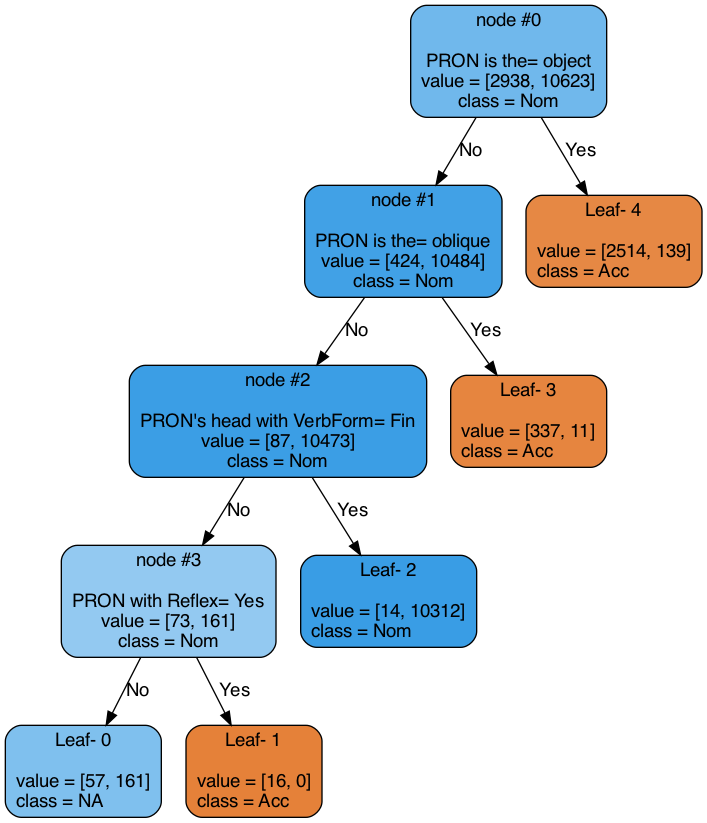 node #0
PRON is the= object
value = [2938, 10623]
class = Nom
No
Yes
node #1
PRON is the= oblique
value = [424, 10484]
class = Nom
Leaf- 4
value = [2514, 139]
class = Acc
No
Yes
node #2
PRON's head with VerbForm= Fin
value = [87, 10473]
class = Nom
Leaf- 3
value = [337, 11]
class = Acc
No
Yes
node #3
PRON with Reflex= Yes
value = [73, 161]
class = Nom
Leaf- 2
value = [14, 10312]
class = Nom
No
Yes
Leaf- 0
value = [57, 161]
class = NA
Leaf- 1
value = [16, 0]
class = Acc